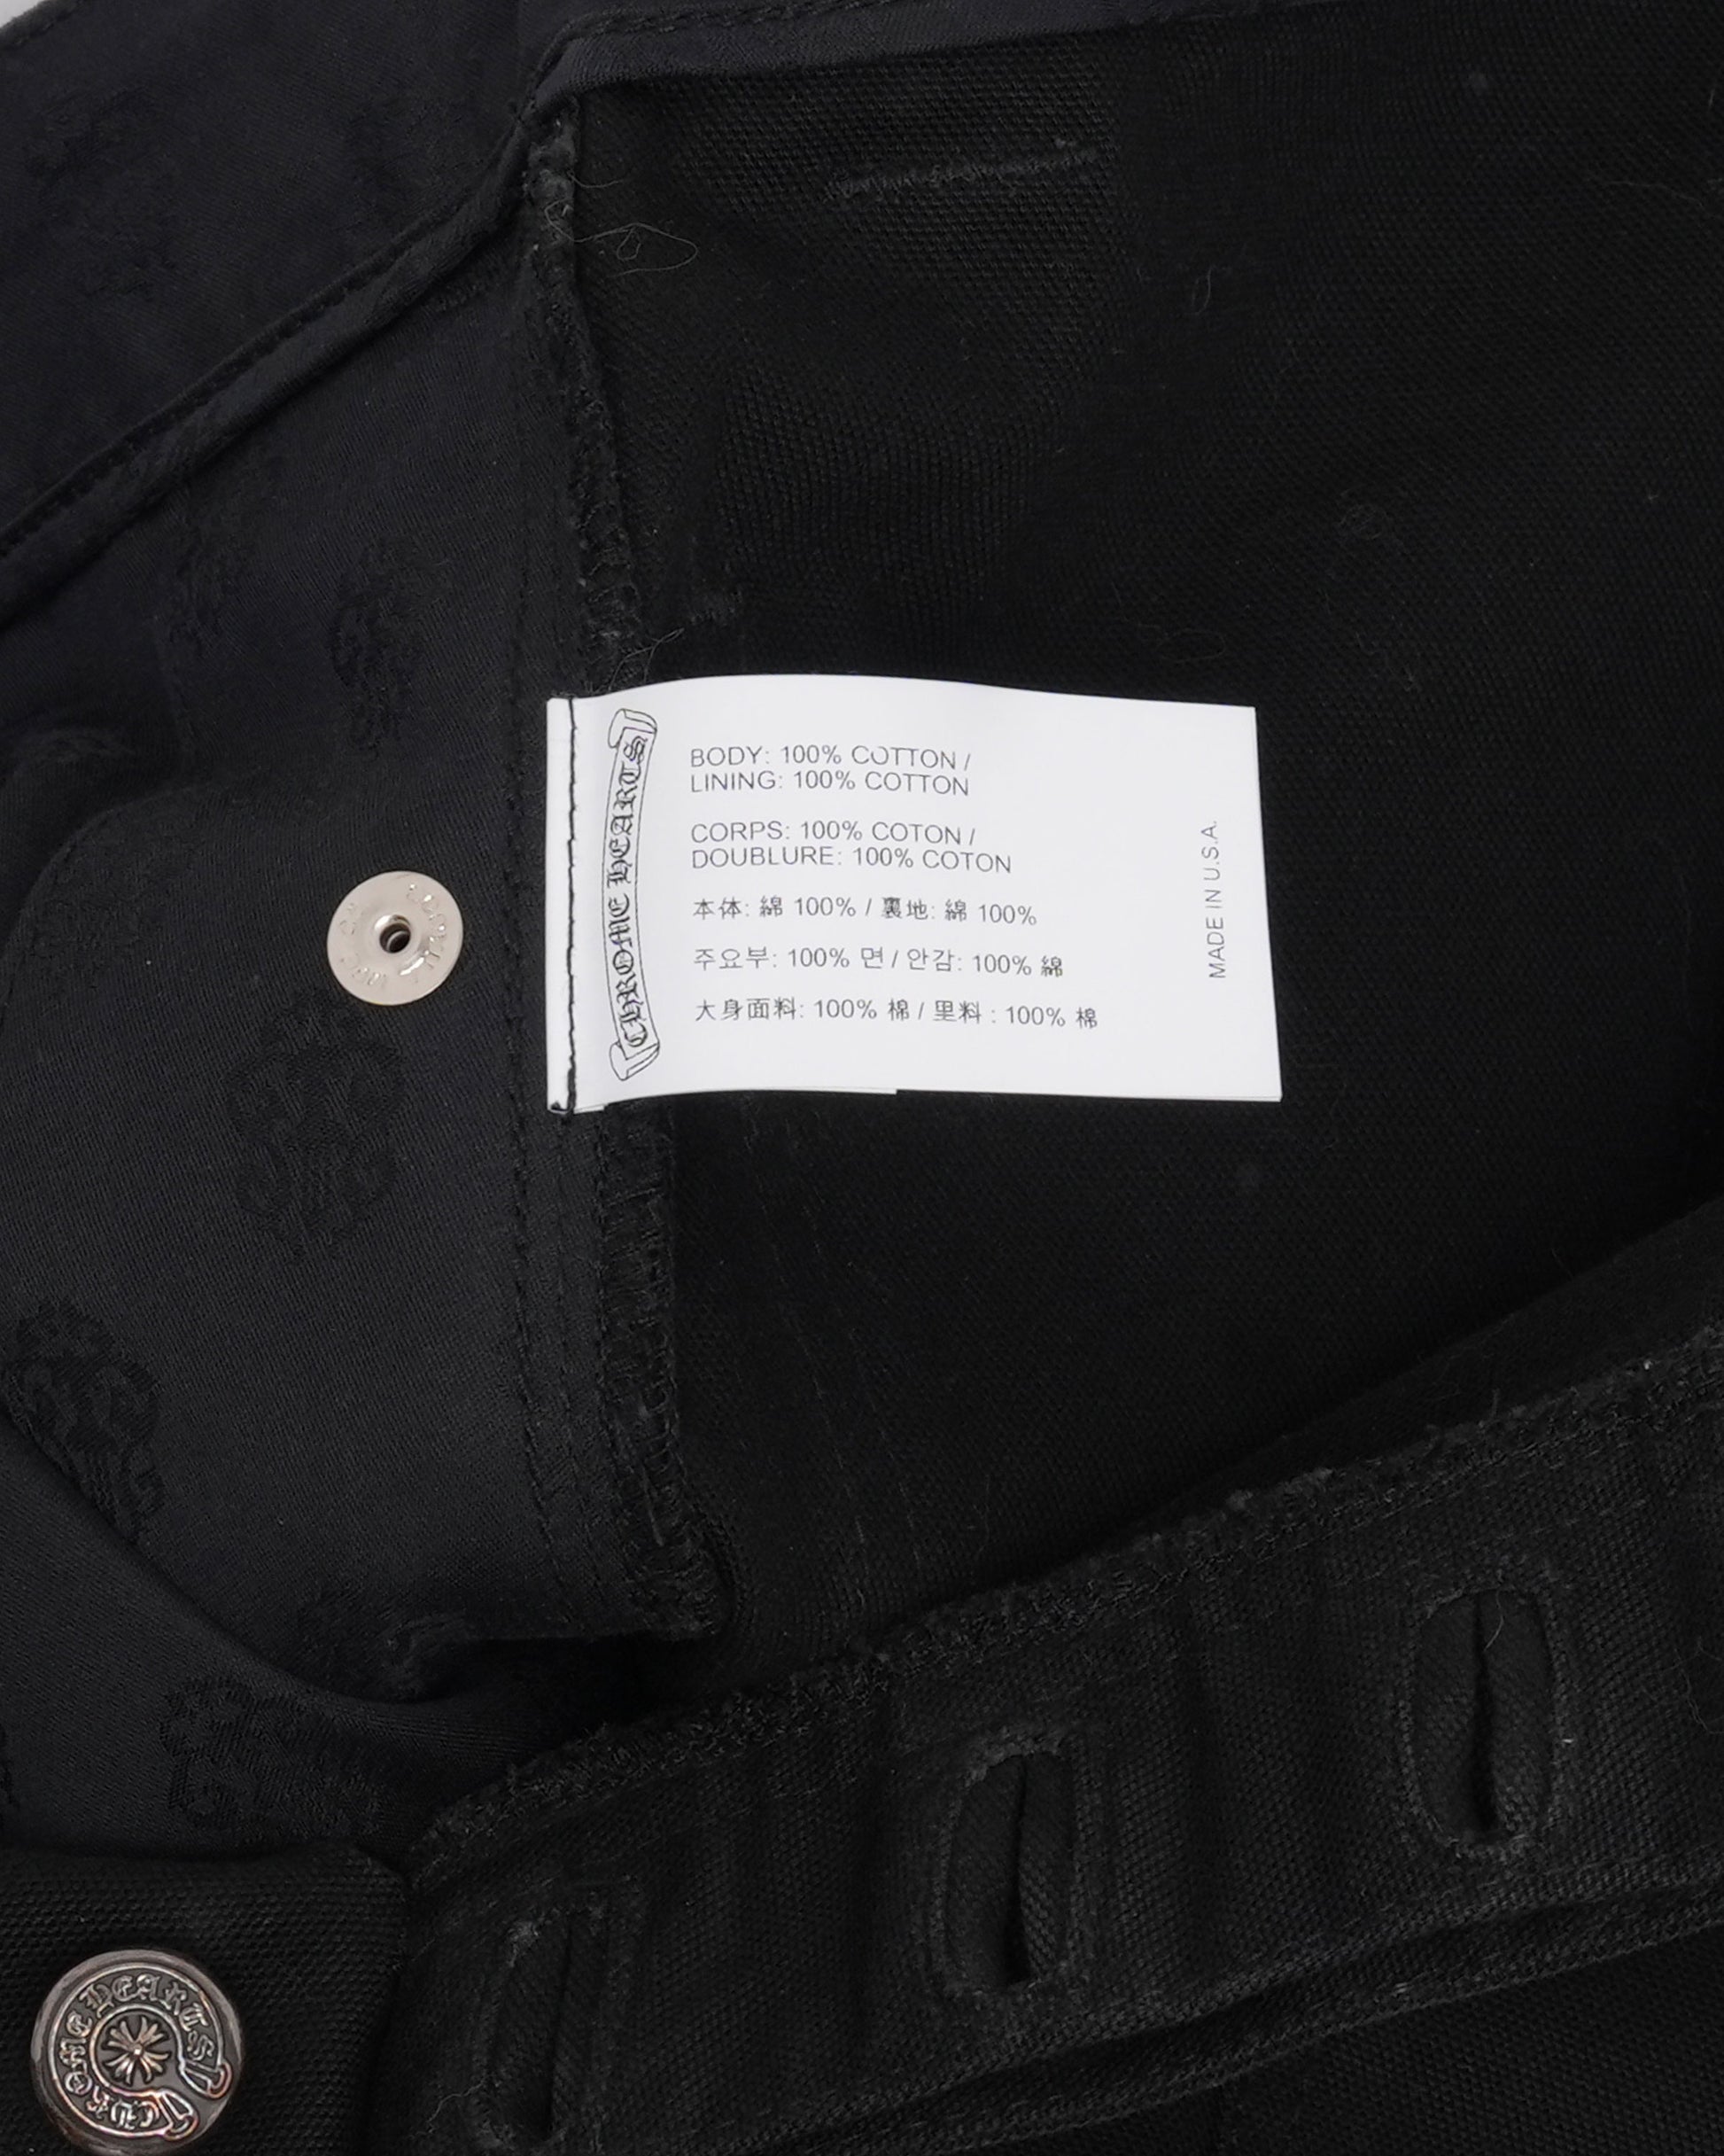 CHROME HEARTS
BODY: 100% COTTON /
LINING: 100% COTTON
CORPS: 100% COTON /
DOUBLURE: 100% COTON
本体: 綿 100% / 裏地: 綿 100%
주요부: 100% 면 / 안감: 100% 綿
大身面料: 100% 棉 / 里料 : 100% 棉
MADE IN U.S.A.
CHROME HEARTS